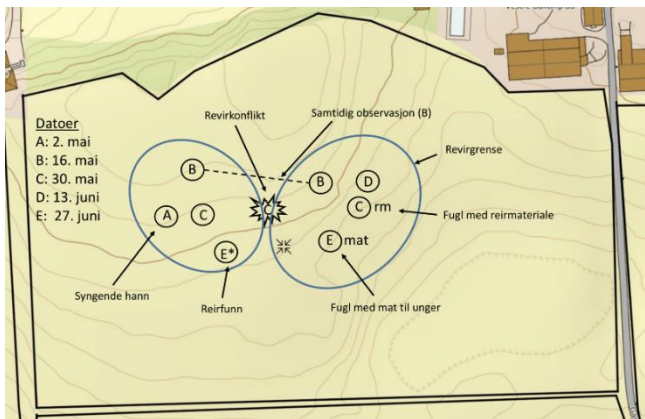 Revirkonflikt
Samtidig observasjon (B)
Datoer
A: 2. mai
B: 16. mai
C: 30. mai
D: 13. juni
E: 27. juni
Revirgrense
B
B
D
A
C
C
C rm
Fugl med reirmateriale
E*
E mat
Syngende hann
Reirfunn
Fugl med mat til unger